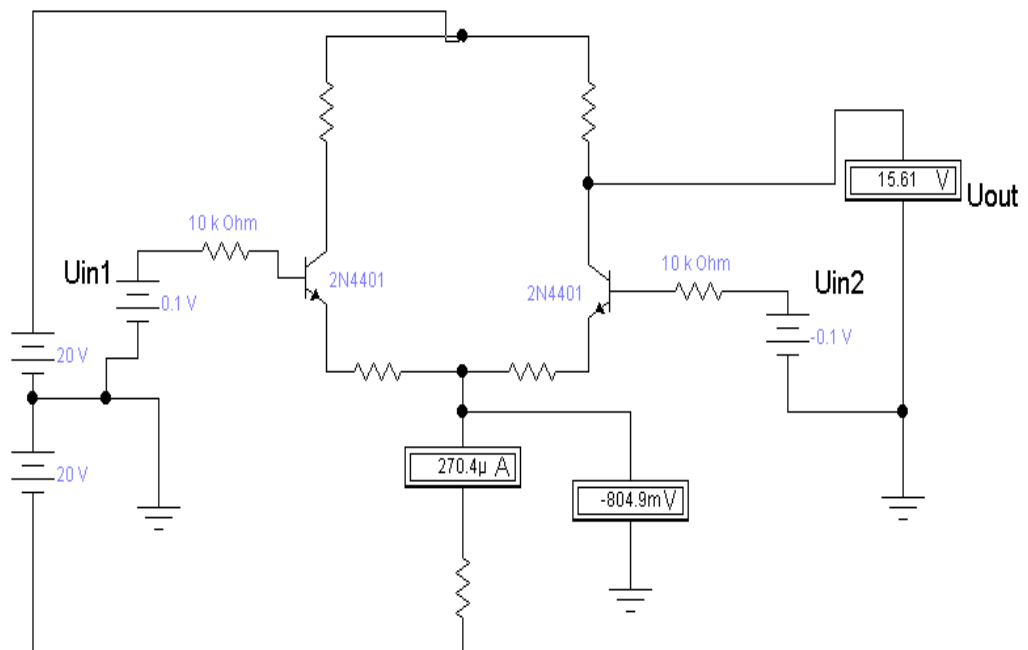 15.61 V
Uout
10 k Ohm
Uin1
2N4401
2N4401
10 k Ohm
Uin2
0.1 V
-0.1 V
20 V
20 V
270.4µ A
-804.9mV